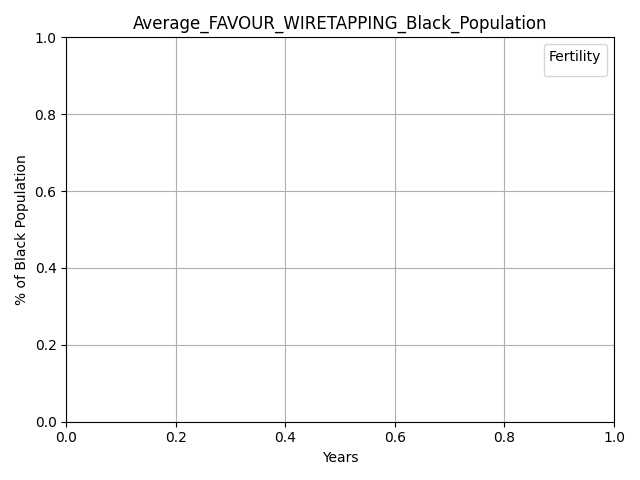 Average_FAVOUR_WIRETAPPING_Black_Population
Fertility
% of Black Population
1.0
0.8
0.6
0.4
0.2
0.0
0.0 0.2 0.4 0.6 0.8 1.0
Years